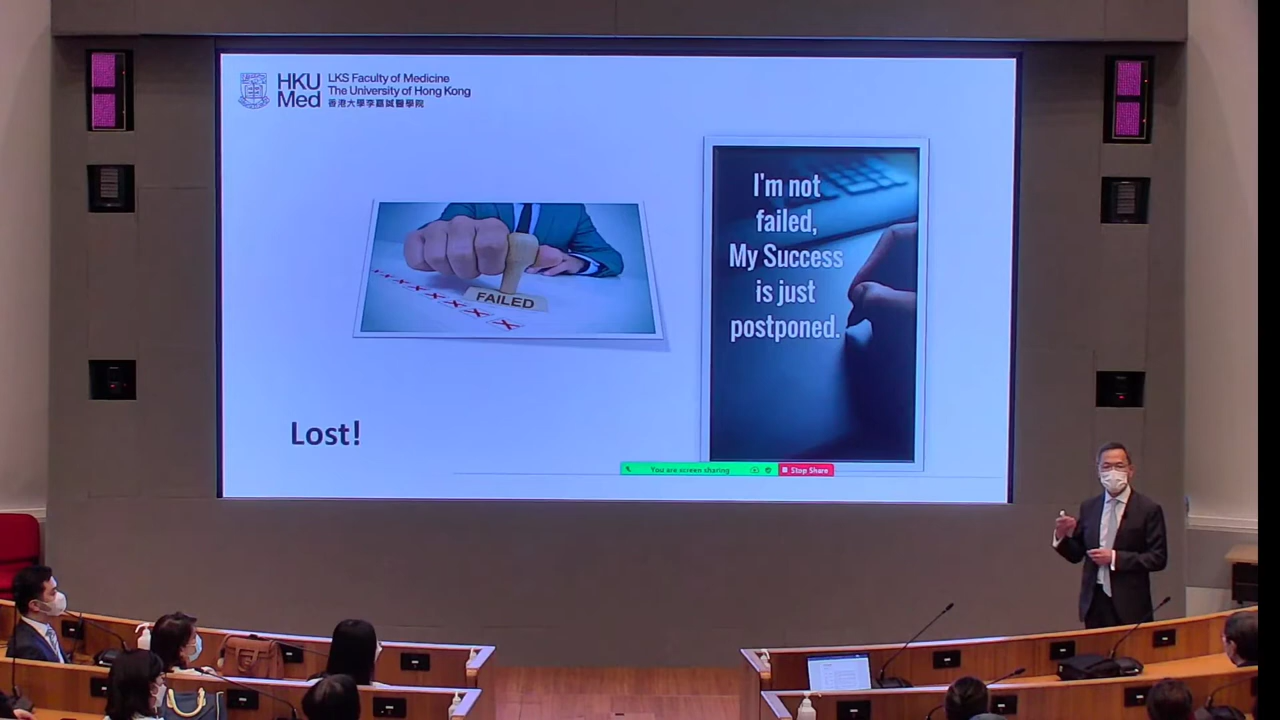 HKU
Med
LKS Faculty of Medicine
The University of Hong Kong
香港大學李嘉誠醫學院
FAILED
I'm not
failed,
My Success
is just
postponed.
Lost!
You are screen sharing
Stop Share